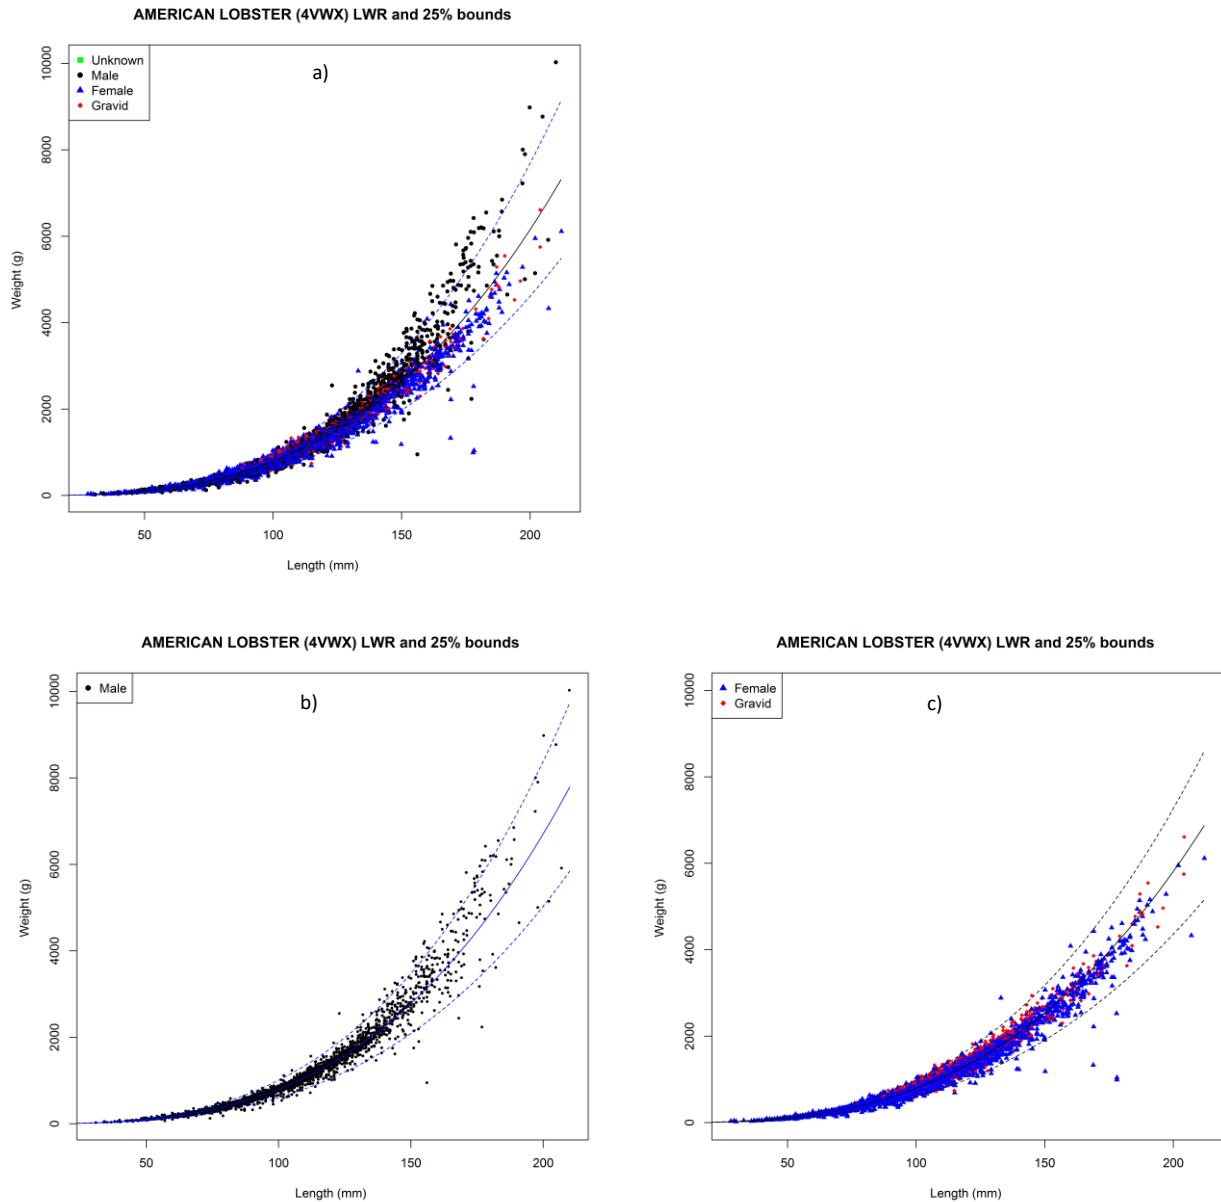 AMERICAN LOBSTER (4VWX) LWR and 25% bounds
Unknown
Male
Female
Gravid
a)
Weight (g)
0
2000
4000
6000
8000
10000
50
100
150
200
Length (mm)
AMERICAN LOBSTER (4VWX) LWR and 25% bounds
Male
b)
Weight (g)
0
2000
4000
6000
8000
10000
50
100
150
200
Length (mm)
AMERICAN LOBSTER (4VWX) LWR and 25% bounds
Female
Gravid
c)
Weight (g)
0
2000
4000
6000
8000
10000
50
100
150
200
Length (mm)